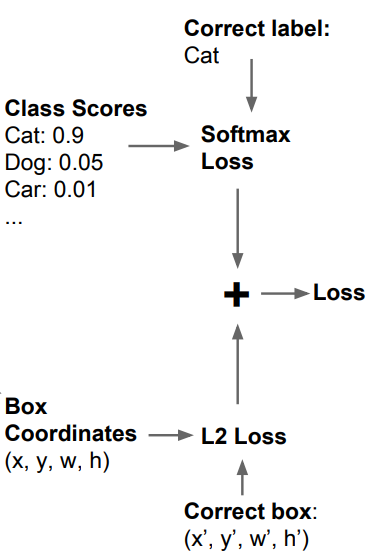 Correct label:
Cat
Class Scores
Cat: 0.9
Dog: 0.05
Car: 0.01
...
Softmax
Loss
+
Loss
Box
Coordinates
(x, y, w, h)
L2 Loss
Correct box:
(x’, y’, w’, h’)